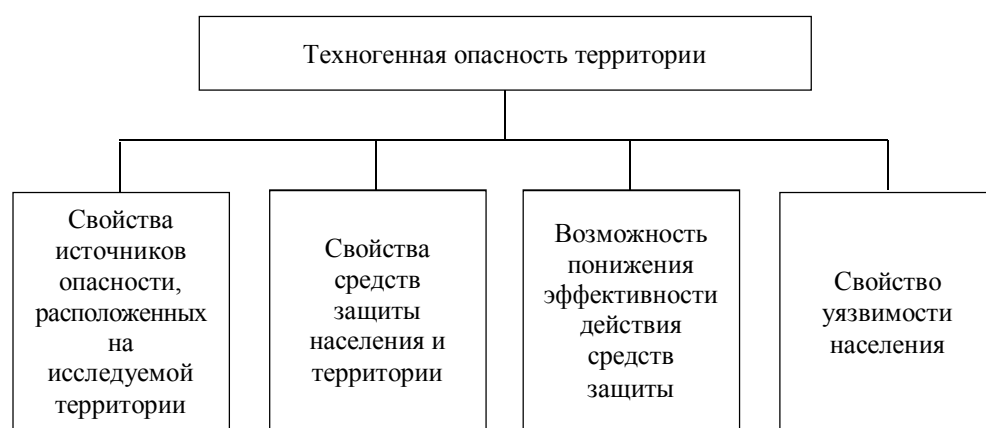 Техногенная опасность территории
Свойства
источников
опасности,
расположенных
на
исследуемой
территории
Свойства
средств
защиты
населения и
территории
Возможность
понижения
эффективности
действия
средств
защиты
Свойство
уязвимости
населения